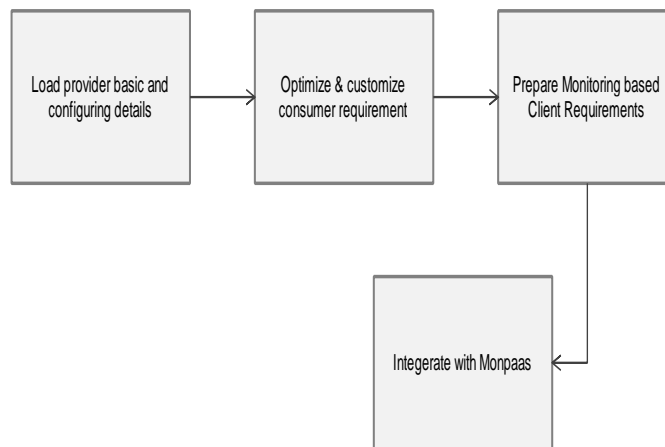 Load provider basic and
configuring details
Optimize & customize
consumer requirement
Prepare Monitoring based
Client Requirements
Integerate with Monpaas